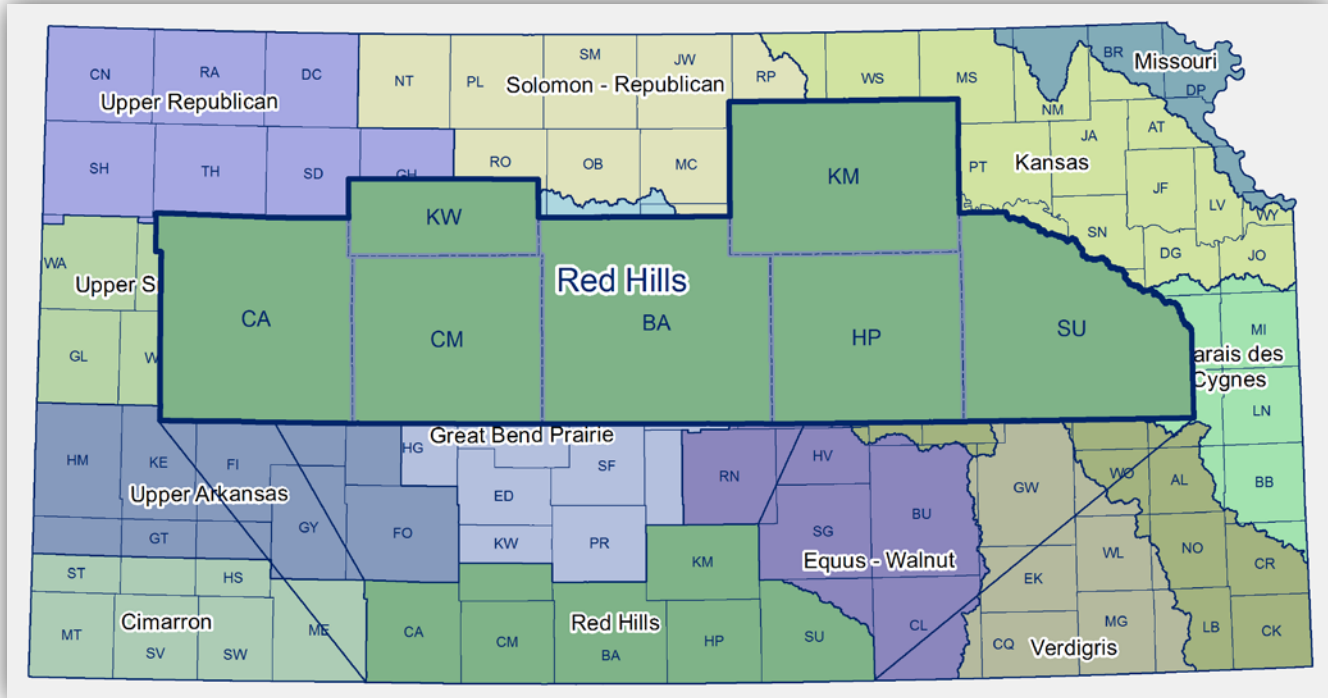 CN RA DC NT PL SM JW RP WS MS BR
Upper Republican Solomon - Republican Missouri
DP
NM
SH TH SD GH RO OB MC KM PT JA AT
Kansas
JF LV WY
KW SN DG JO
WA
Upper S
Red Hills
CA CM BA HP SU MI
GL W
arais des
Cygnes
LN
HG Great Bend Prairie
HM KE FI SF RN HV WO AL BB
Upper Arkansas
ED GW
GY FO BU
GT KW PR SG
Equus - Walnut
WL NO CR
KM
ST HS EK
Cimarron Red Hills
MT SV SW ME CA CM BA HP SU CL CQ MG LB CK
Verdigris